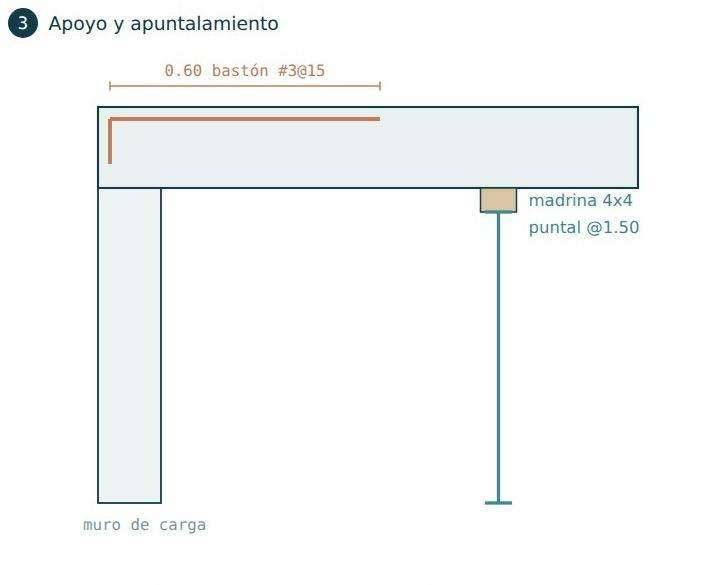 3 Apoyo y apuntalamiento
0.60 bastón #3@15
madrina 4x4
puntal @1.50
muro de carga